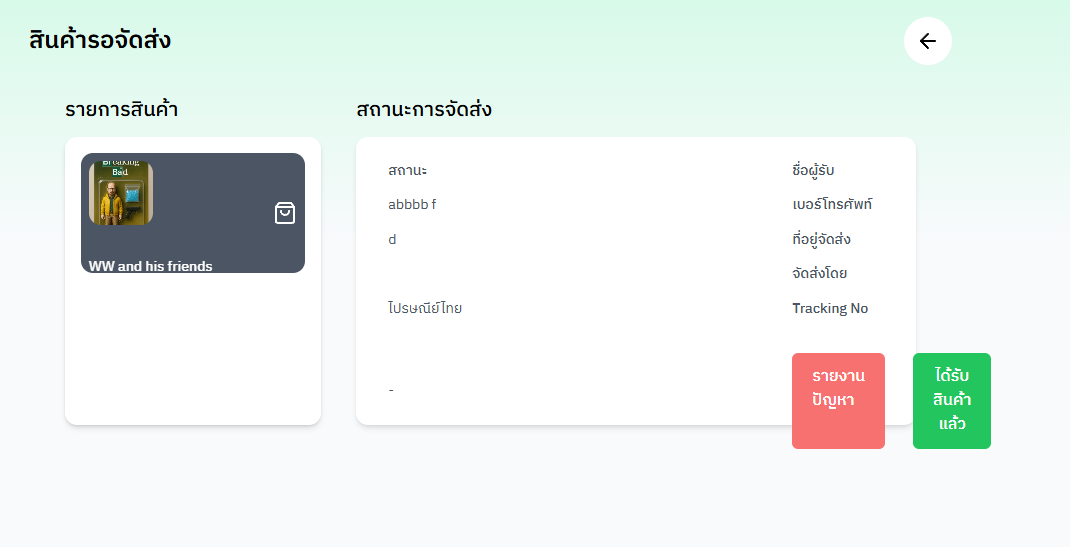 สินค้ารอจัดส่ง
รายการสินค้า
สถานะการจัดส่ง
Breaking
Bad
WW and his friends
สถานะ
ชื่อผู้รับ
abbbb f
เบอร์โทรศัพท์
d
ที่อยู่จัดส่ง
จัดส่งโดย
ไปรษณีย์ไทย
Tracking No
-
รายงาน
ปัญหา
ได้รับ
สินค้า
แล้ว